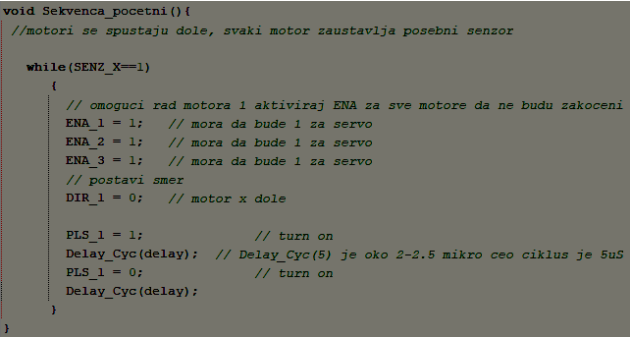 void Sekvenca_pocetni(){
//motori se spustaju dole, svaki motor zaustavlja posebni senzor
while(SENZ_X==1)
{
// omoguci rad motora 1 aktiviraj ENA za sve motore da ne budu zakoceni
ENA_1 = 1; // mora da bude 1 za servo
ENA_2 = 1; // mora da bude 1 za servo
ENA_3 = 1; // mora da bude 1 za servo
// postavi smer
DIR_1 = 0; // motor x dole
PLS_1 = 1; // turn on
Delay_Cyc(delay); // Delay_Cyc(5) je oko 2-2.5 mikro ceo ciklus je 5uS
PLS_1 = 0; // turn on
Delay_Cyc(delay);
}
}